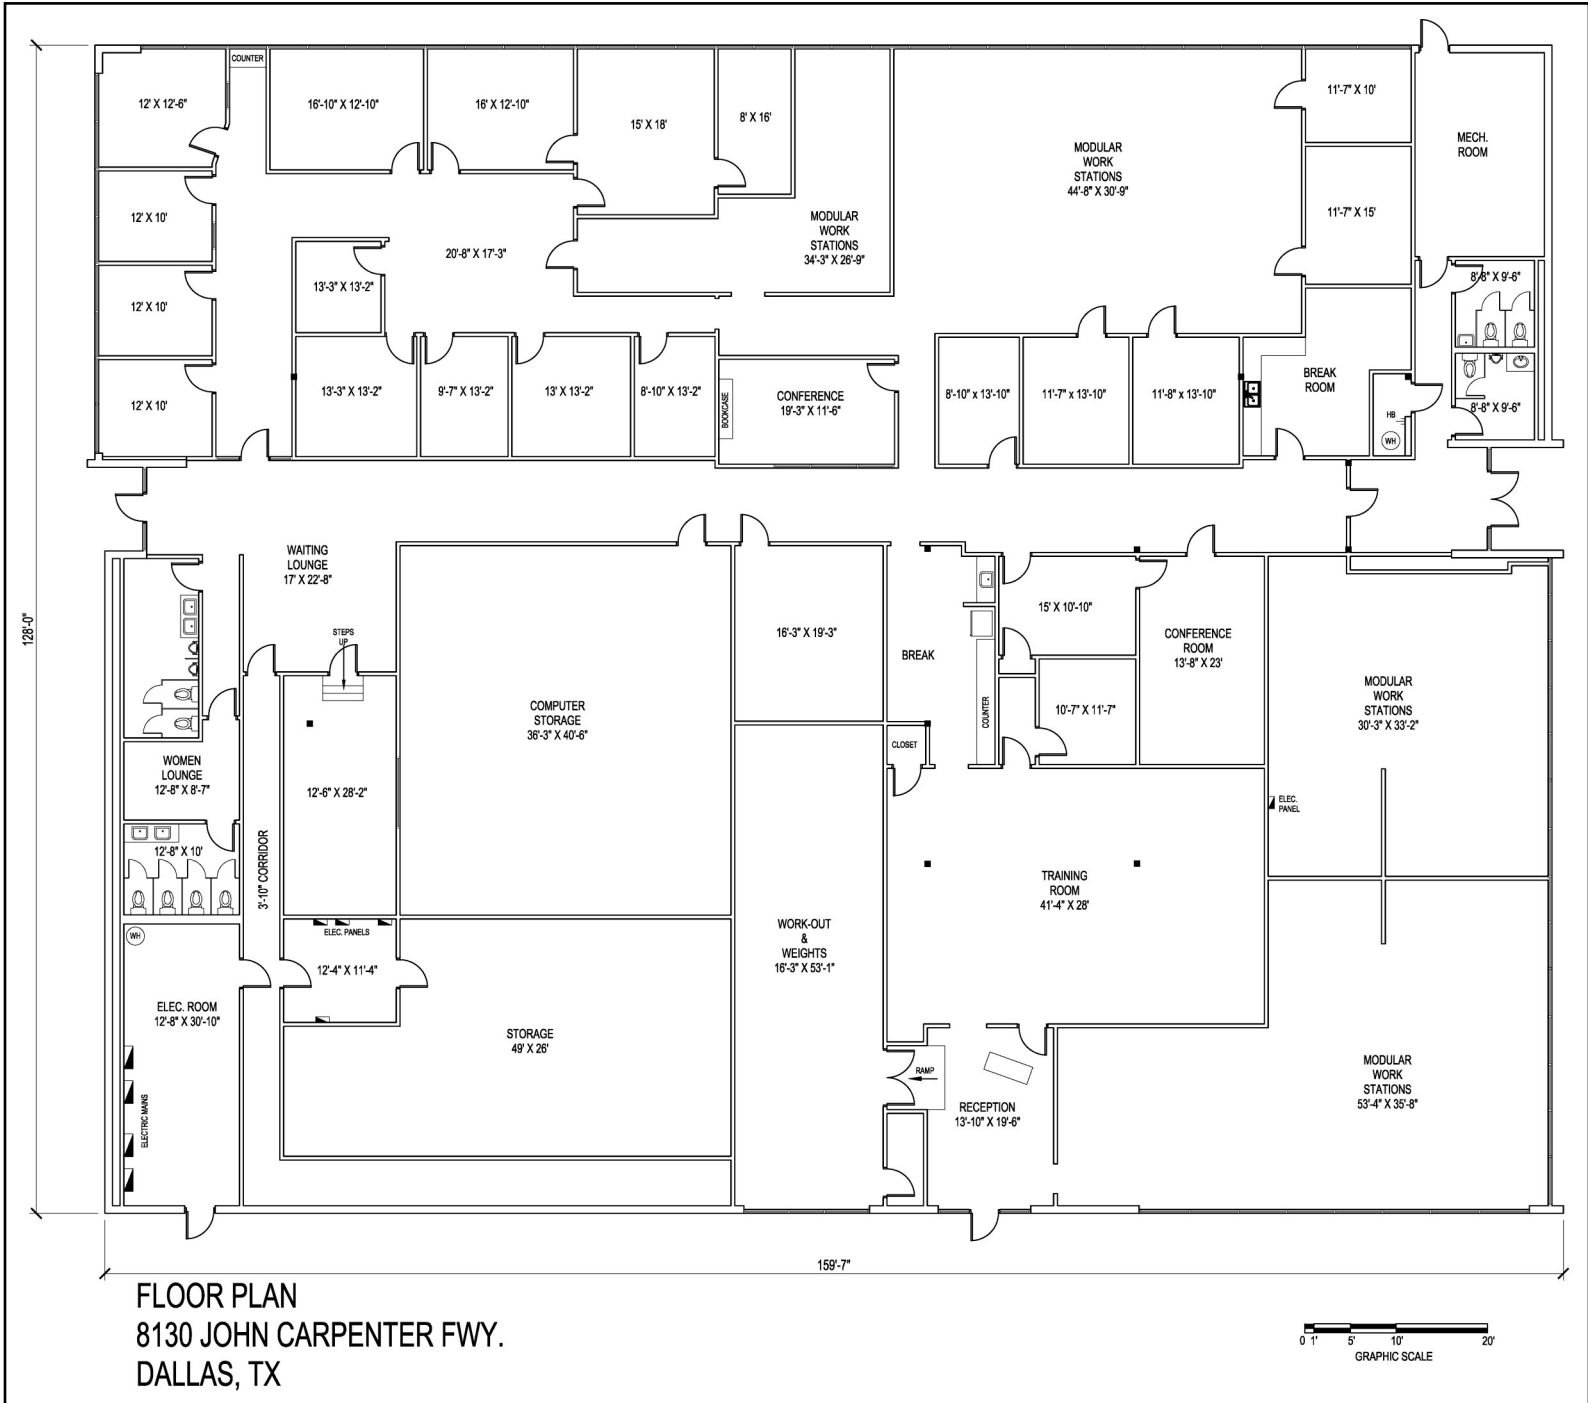 COUNTER
12' X 12'-6"
16'-10" X 12'-10"
16' X 12'-10"
15' X 18'
8' X 16'
MODULAR
WORK
STATIONS
44'-8" X 30'-9"
11'-7" X 10'
MECH.
ROOM
12' X 10'
11'-7" X 15'
MODULAR
WORK
STATIONS
34'-3" X 26'-9"
20'-8" X 17'-3"
13'-3" X 13'-2"
8'-8" X 9'-6"
12' X 10'
12' X 10'
13'-3" X 13'-2"
9'-7" X 13'-2"
13' X 13'-2"
8'-10" X 13'-2"
BOOKCASE
CONFERENCE
19'-3" X 11'-6"
8'-10" x 13'-10"
11'-7" x 13'-10"
11'-8" x 13'-10"
BREAK
ROOM
HB
WH
8'-8" X 9'-6"
128'-0"
WAITING
LOUNGE
17' X 22'-8"
STEPS
UP
16'-3" X 19'-3"
BREAK
15' X 10'-10"
CONFERENCE
ROOM
13'-8" X 23'
MODULAR
WORK
STATIONS
30'-3" X 33'-2"
COMPUTER
STORAGE
36'-3" X 40'-6"
10'-7" X 11'-7"
COUNTER
CLOSET
WOMEN
LOUNGE
12'-8" X 8'-7"
12'-6" X 28'-2"
ELEC.
PANEL
12'-8" X 10'
3'-10" CORRIDOR
TRAINING
ROOM
41'-4" X 28'
WH
ELEC. PANELS
12'-4" X 11'-4"
WORK-OUT
&
WEIGHTS
16'-3" X 53'-1"
ELEC. ROOM
12'-8" X 30'-10"
STORAGE
49' X 26'
ELECTRIC MAINS
RAMP
RECEPTION
13'-10" X 19'-6"
MODULAR
WORK
STATIONS
53'-4" X 35'-8"
159'-7"
FLOOR PLAN
8130 JOHN CARPENTER FWY.
DALLAS, TX
0 1' 5' 10' 20'
GRAPHIC SCALE